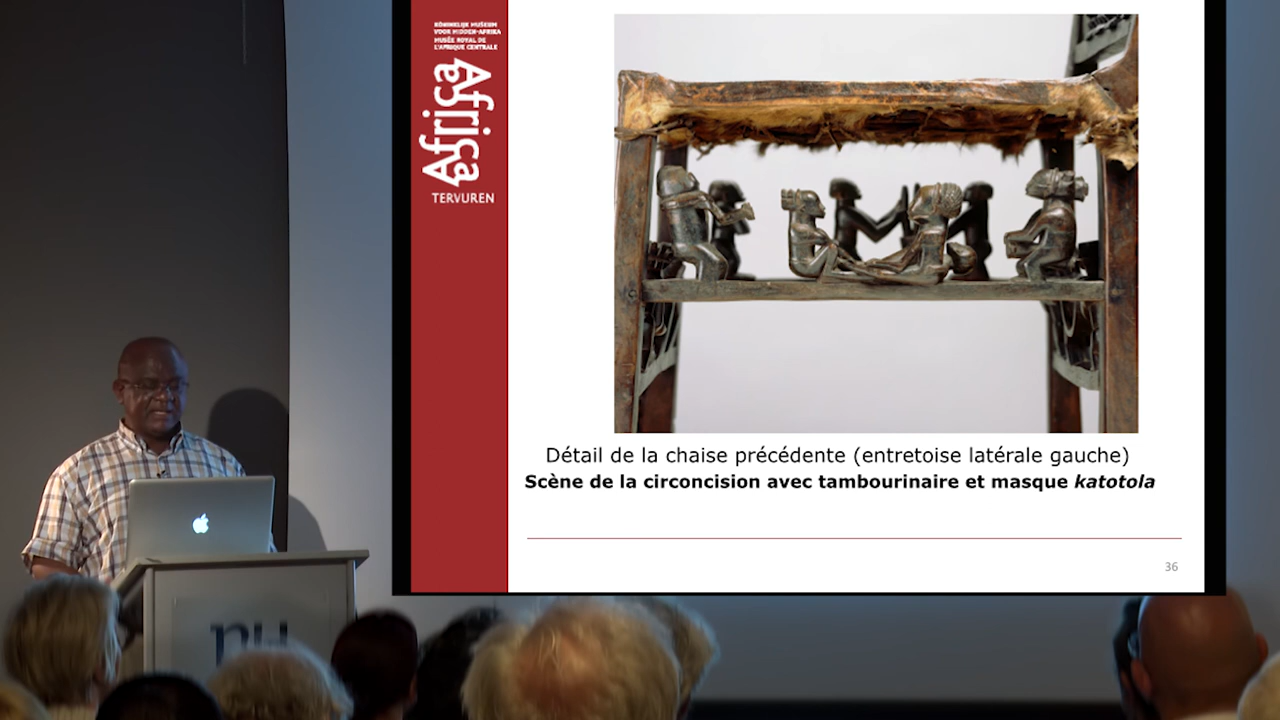 KONINKLIJK MUSEUM
VOOR MIDDEN-AFRIKA
MUSÉE ROYAL DE
L'AFRIQUE CENTRALE
Africa
Africa
TERVUREN
Détail de la chaise précédente (entretoise latérale gauche)
Scène de la circoncision avec tambourinaire et masque katotola
36